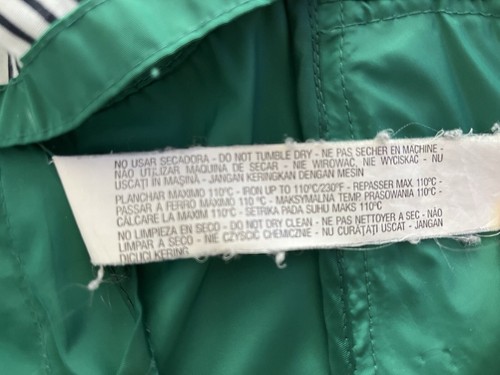 NO USAR SECADORA - DO NOT TUMBLE DRY - NE PAS SECHER EN MACHINE -
NÃO UTILIZAR MAQUINA DE SECAR - NIE WIROWAĆ, NIE WYCISKAĆ - NU
USCAȚI IN MAȘINA - JANGAN KERINGKAN DENGAN MESIN
PLANCHAR MAXIMO 110°C - IRON UP TO 110°C/230°F - REPASSER MAX. 110°C -
PASSAR A FERRO MÁXIMO 110 °C - MAKSYMALNA TEMP. PRASOWANIA 110°C -
CĂLCARE LA MAXIM 110°C - SETRIKA PADA SUHU MAKS 110°C
NO LIMPIEZA EN SECO - DO NOT DRY CLEAN - NE PAS NETTOYER A SEC - NÃO
LIMPAR A SECO - NIE CZYŚCIĆ CHEMICZNIE - NU CURĂȚAȚI USCAT - JANGAN
DICUCI KERING